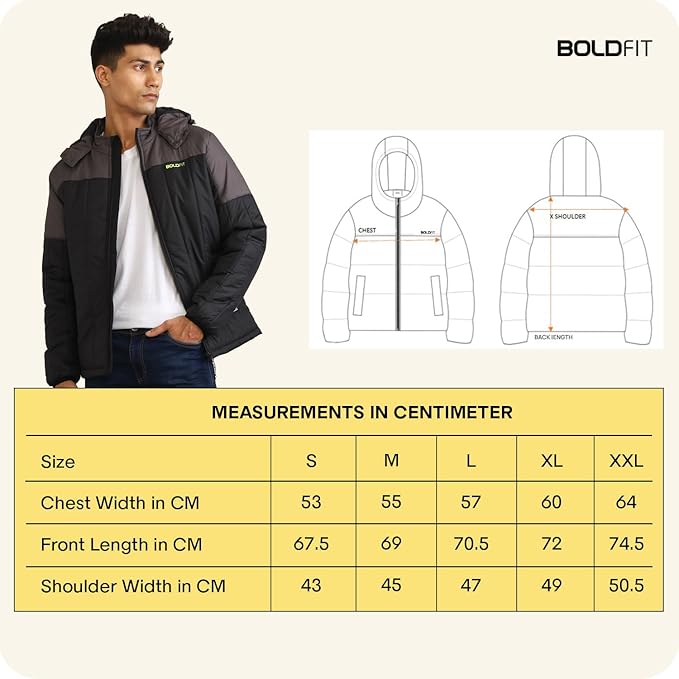 BOLDFIT
BOLDFIT
CHEST
BOLDFIT
X SHOULDER
BACK lENGTH
MEASUREMENTS IN CENTIMETER
Size S M L XL XXL
Chest Width in CM 53 55 57 60 64
Front Length in CM 67.5 69 70.5 72 74.5
Shoulder Width in CM 43 45 47 49 50.5